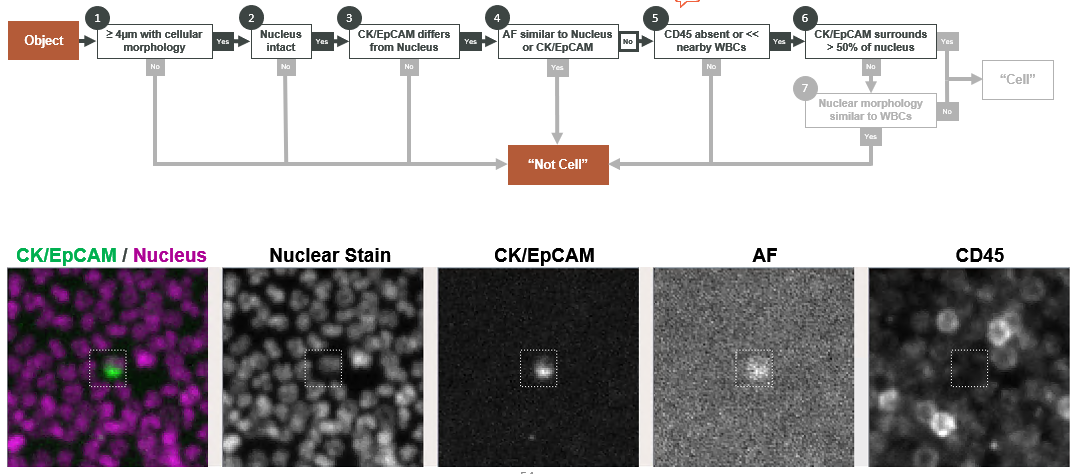 1
2
3
4
5
6
Object
≥ 4µm with cellular
morphology
Yes
Nucleus
intact
Yes
CK/EpCAM differs
from Nucleus
Yes
AF similar to Nucleus
or CK/EpCAM
No
CD45 absent or <<
nearby WBCs
Yes
CK/EpCAM surrounds
> 50% of nucleus
Yes
No
No
No
Yes
No
No
7
Nuclear morphology
similar to WBCs
No
"Cell"
Yes
"Not Cell"
CK/EpCAM / Nucleus
Nuclear Stain
CK/EpCAM
AF
CD45